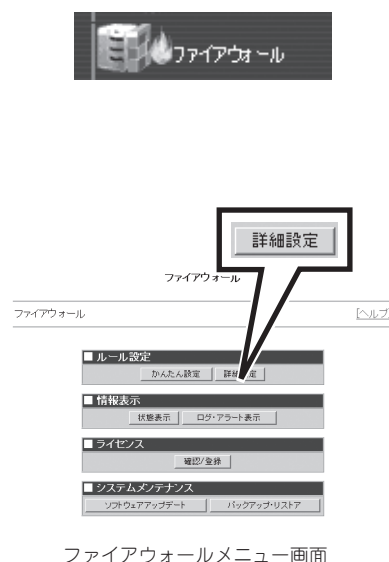 ファイアウォール
詳細設定
ファイアウォール
ファイアウォール [ヘルプ]
■ ルール設定
かんたん設定 詳細設定
■ 情報表示
状態表示 ログ・アラート表示
■ ライセンス
確認/登録
■ システムメンテナンス
ソフトウェアアップデート バックアップ・リストア
ファイアウォールメニュー画面